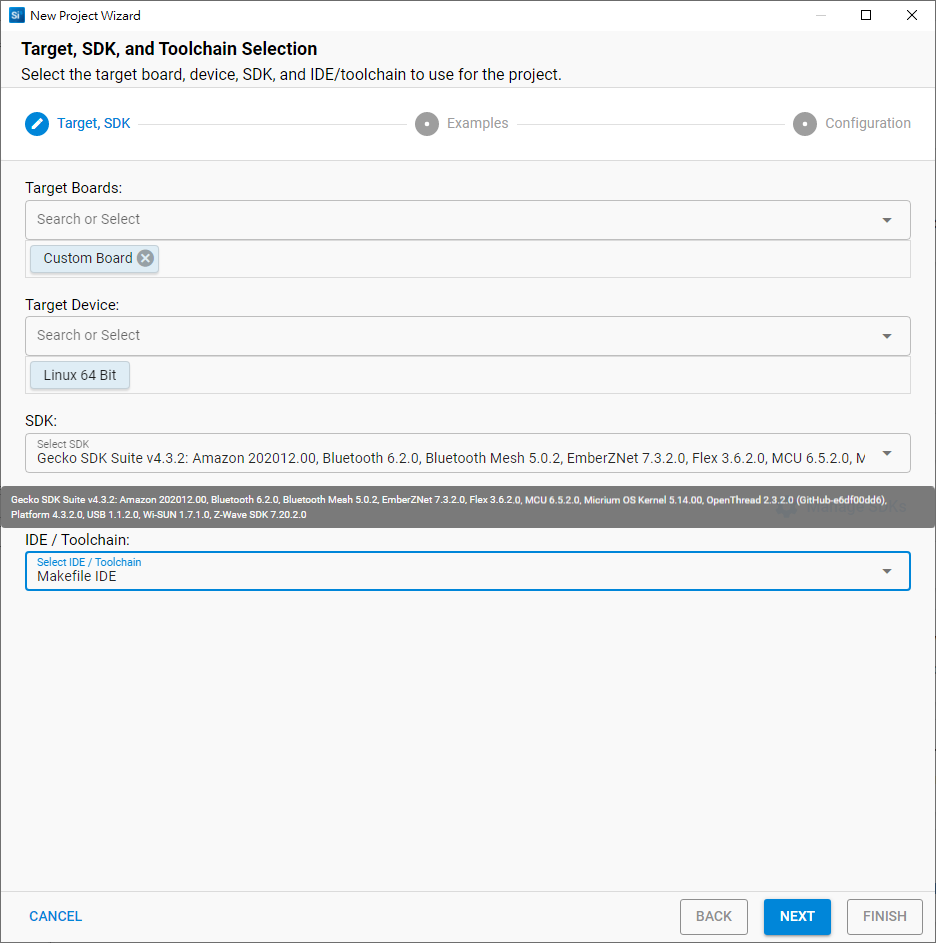 Si New Project Wizard
Target, SDK, and Toolchain Selection
Select the target board, device, SDK, and IDE/toolchain to use for the project.
Target, SDK
Examples
Configuration
Target Boards:
Search or Select
Custom Board
Target Device:
Search or Select
Linux 64 Bit
SDK:
Select SDK
Gecko SDK Suite v4.3.2: Amazon 202012.00, Bluetooth 6.2.0, Bluetooth Mesh 5.0.2, EmberZNet 7.3.2.0, Flex 3.6.2.0, MCU 6.5.2.0, M
Gecko SDK Suite v4.3.2: Amazon 202012.00, Bluetooth 6.2.0, Bluetooth Mesh 5.0.2, EmberZNet 7.3.2.0, Flex 3.6.2.0, MCU 6.5.2.0, Micrium OS Kernel 5.14.00, OpenThread 2.3.2.0 (GitHub-e6df00dd6),
Platform 4.3.2.0, USB 1.1.2.0, Wi-SUN 1.7.1.0, Z-Wave SDK 7.20.2.0
Manage SDKs
IDE / Toolchain:
Select IDE / Toolchain
Makefile IDE
CANCEL
BACK
NEXT
FINISH